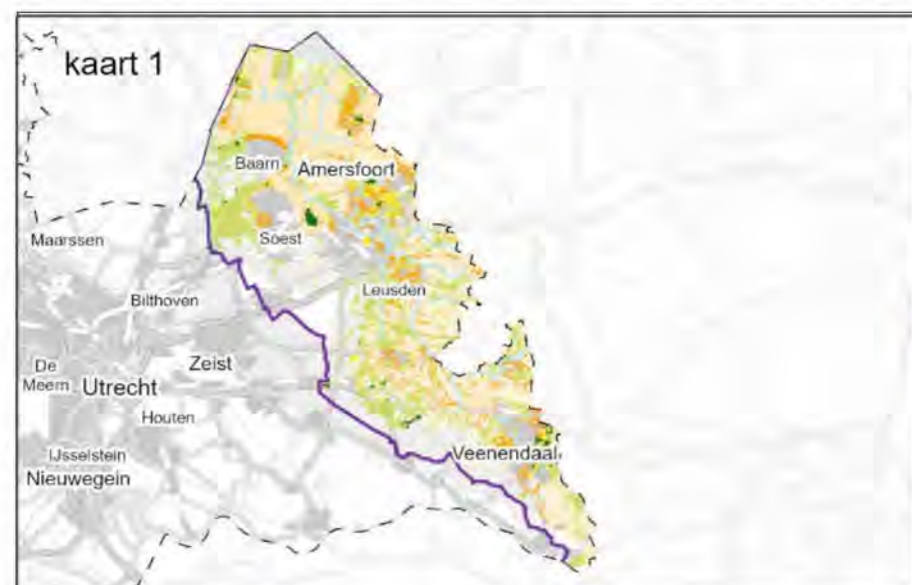 kaart 1
Baarn
Amersfoort
Maarssen
Soest
Leusden
Bilthoven
De
Meern
Utrecht
Zeist
Houten
Veenendaal
IJsselstein
Nieuwegein